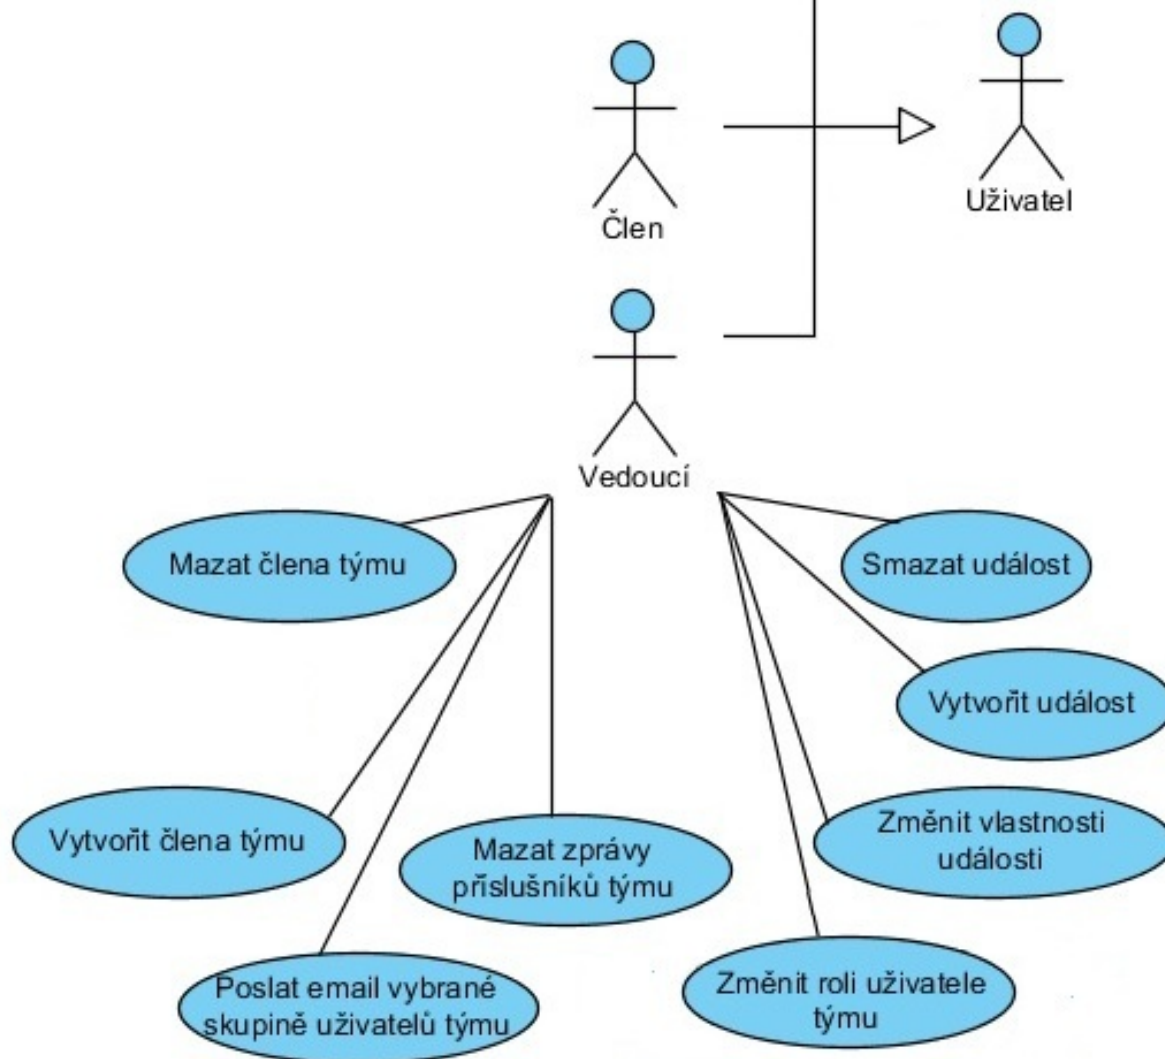 Uživatel
Člen
Vedoucí
Mazat člena týmu
Smazat událost
Vytvořit událost
Vytvořit člena týmu
Mazat zprávy
příslušníků týmu
Změnit vlastnosti
události
Poslat email vybrané
skupině uživatelů týmu
Změnit roli uživatele
týmu